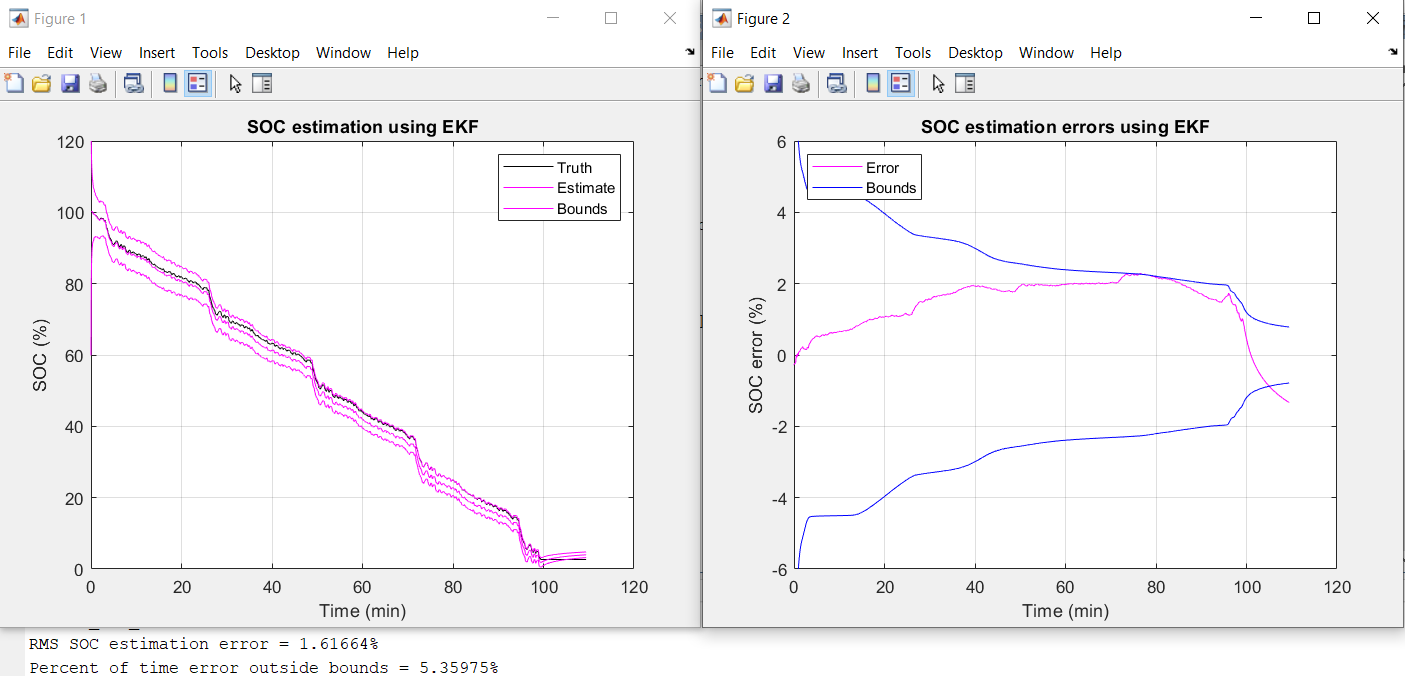 Figure 1
File Edit View Insert Tools Desktop Window Help
SOC estimation using EKF
120
100
80
60
40
20
0
SOC (%)
Truth
Estimate
Bounds
0 20 40 60 80 100 120
Time (min)
Figure 2
File Edit View Insert Tools Desktop Window Help
SOC estimation errors using EKF
6
4
2
0
-2
-4
-6
SOC error (%)
Error
Bounds
0 20 40 60 80 100 120
Time (min)
RMS SOC estimation error = 1.61664%
Percent of time error outside bounds = 5.35975%